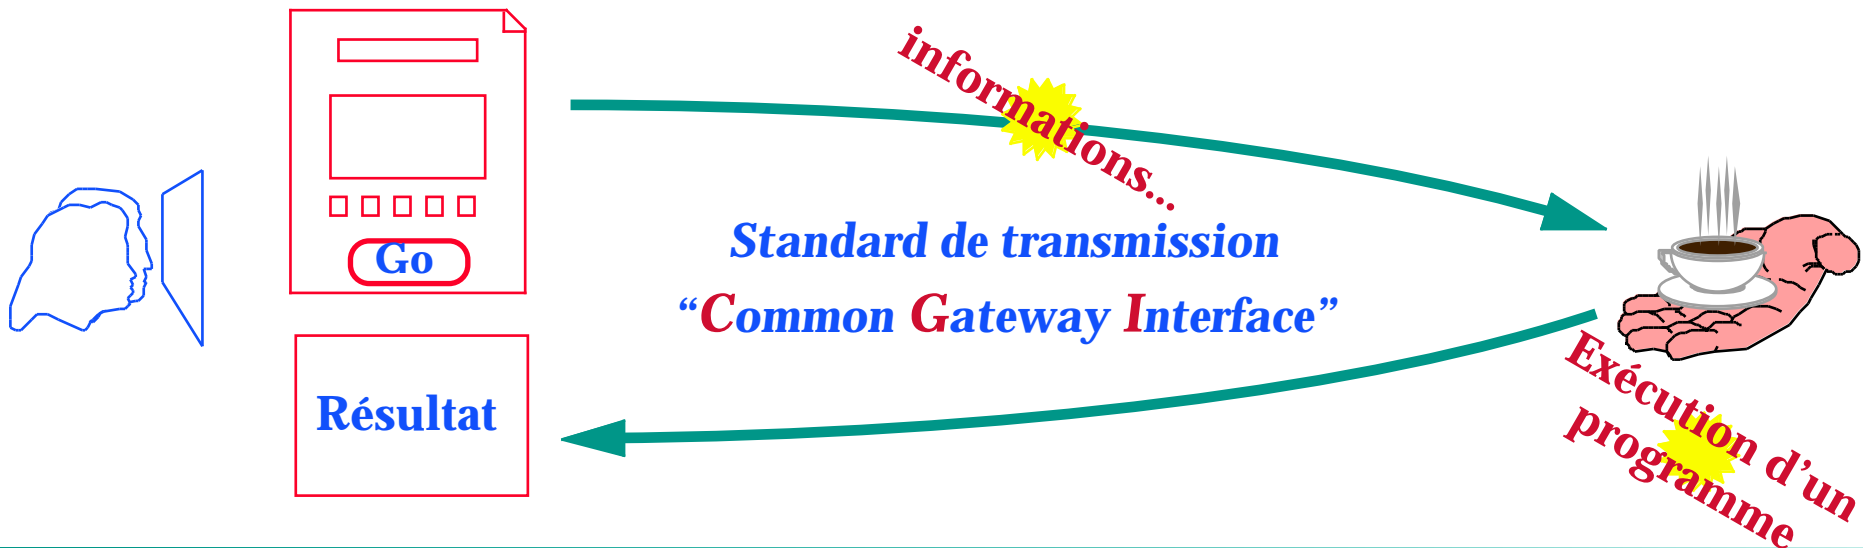 informations...
Go
Standard de transmission
“Common Gateway Interface”
Résultat
Exécution d’un
programme